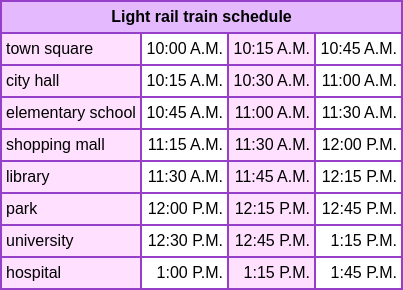 Light rail train schedule
town square 10:00 A.M. 10:15 A.M. 10:45 A.M.
city hall 10:15 A.M. 10:30 A.M. 11:00 A.M.
elementary school 10:45 A.M. 11:00 A.M. 11:30 A.M.
shopping mall 11:15 A.M. 11:30 A.M. 12:00 P.M.
library 11:30 A.M. 11:45 A.M. 12:15 P.M.
park 12:00 P.M. 12:15 P.M. 12:45 P.M.
university 12:30 P.M. 12:45 P.M. 1:15 P.M.
hospital 1:00 P.M. 1:15 P.M. 1:45 P.M.